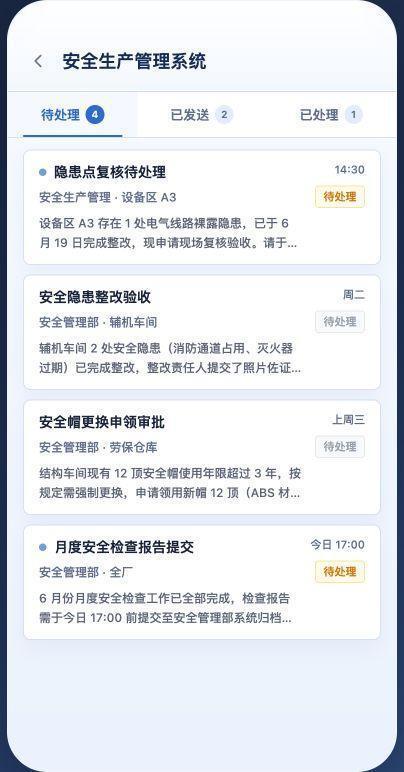 安全生产管理系统
待处理 4
已发送 2
已处理 1
隐患点复核待处理
14:30
安全生产管理 · 设备区 A3
待处理
设备区 A3 存在 1 处电气线路裸露隐患，已于 6
月 19 日完成整改，现申请现场复核验收。请于...
安全隐患整改验收
周二
安全管理部 · 辅机车间
待处理
辅机车间 2 处安全隐患（消防通道占用、灭火器
过期）已完成整改，整改责任人提交了照片佐证...
安全帽更换申领审批
上周三
安全管理部 · 劳保仓库
待处理
结构车间现有 12 顶安全帽使用年限超过 3 年，按
规定需强制更换，申请领用新帽 12 顶（ABS 材...
月度安全检查报告提交
今日 17:00
安全管理部 · 全厂
待处理
6 月份月度安全检查工作已全部完成，检查报告
需于今日 17:00 前提交至安全管理部系统归档...